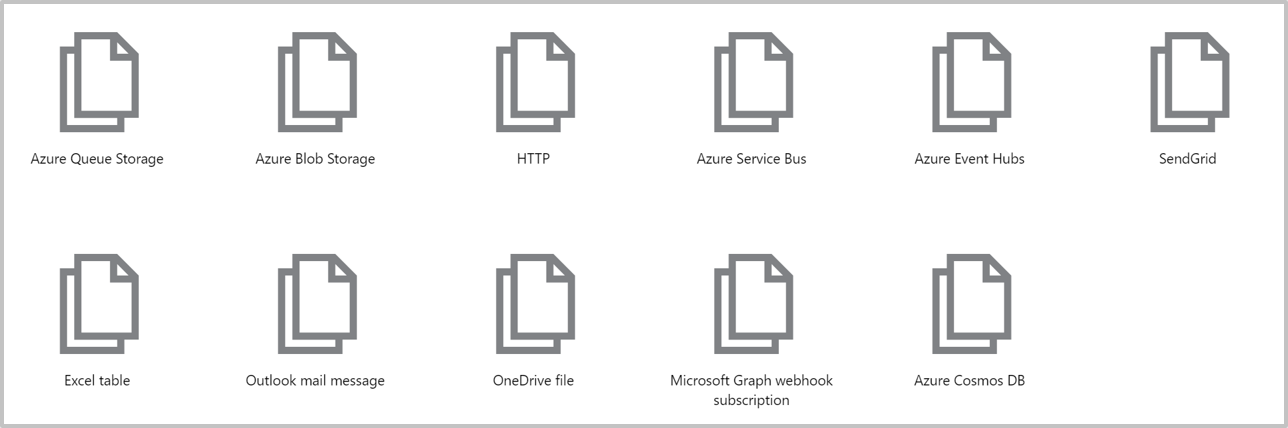 Azure Queue Storage
Azure Blob Storage
HTTP
Azure Service Bus
Azure Event Hubs
SendGrid
Excel table
Outlook mail message
OneDrive file
Microsoft Graph webhook
subscription
Azure Cosmos DB